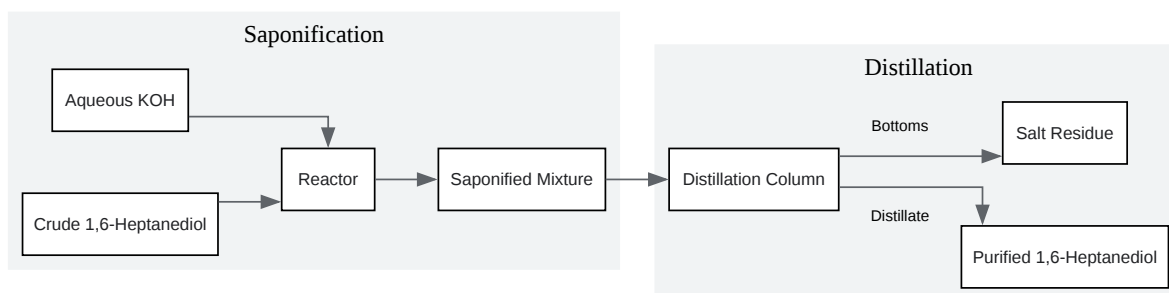 Saponification
Distillation
Aqueous KOH
Bottoms
Salt Residue
Reactor
Saponified Mixture
Distillation Column
Crude 1,6-Heptanediol
Distillate
Purified 1,6-Heptanediol